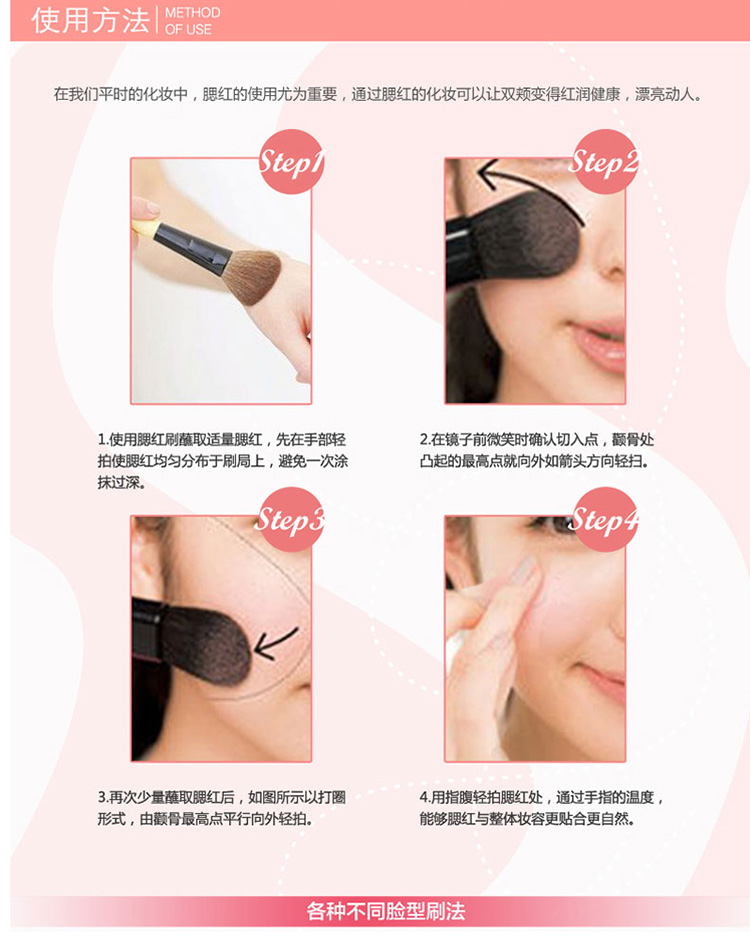 使用方法
METHOD
OF USE
在我们平时的化妆中，腮红的使用尤为重要，通过腮红的化妆可以让双颊变得红润健康，漂亮动人。
Step1
Step2
1.使用腮红刷蘸取适量腮红，先在手部轻
拍使腮红均匀分布于刷局上，避免一次涂
抹过深。
2.在镜子前微笑时确认切入点，颧骨处
凸起的最高点就向外如箭头方向轻扫。
Step3
Step4
3.再次少量蘸取腮红后，如图所示以打圈
形式，由颧骨最高点平行向外轻拍。
4.用指腹轻拍腮红处，通过手指的温度，
能够腮红与整体妆容更贴合更自然。
各种不同脸型刷法